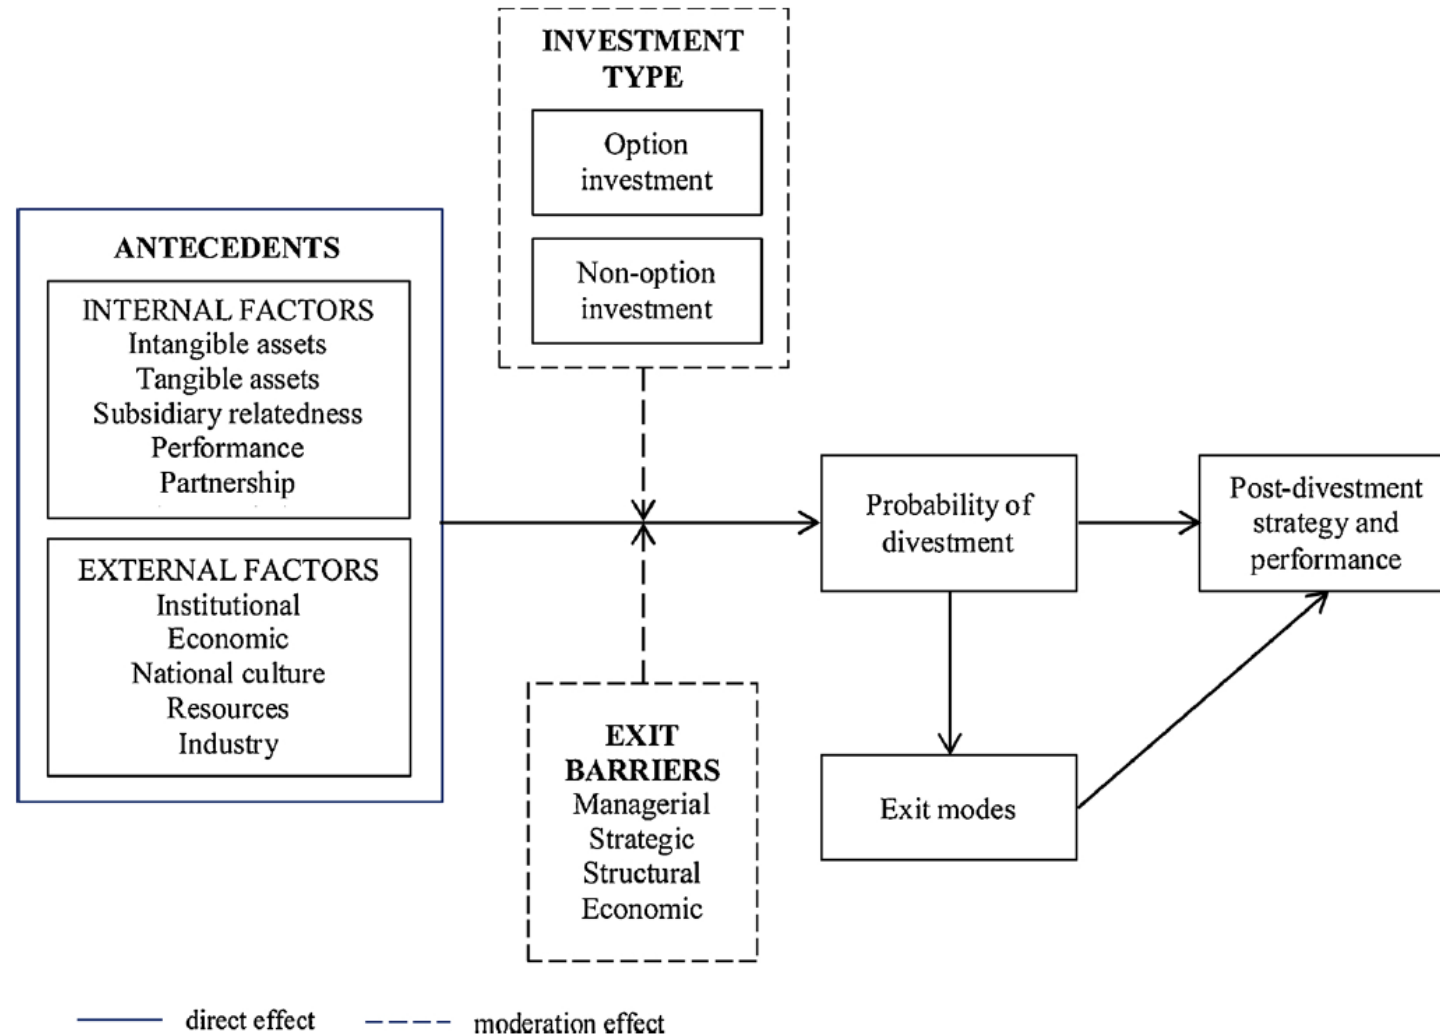 INVESTMENT
TYPE
Option
investment
Non-option
investment
ANTECEDENTS
INTERNAL FACTORS
Intangible assets
Tangible assets
Subsidiary relatedness
Performance
Partnership
EXTERNAL FACTORS
Institutional
Economic
National culture
Resources
Industry
EXIT
BARRIERS
Managerial
Strategic
Structural
Economic
Probability of
divestment
Exit modes
Post-divestment
strategy and
performance
direct effect
moderation effect